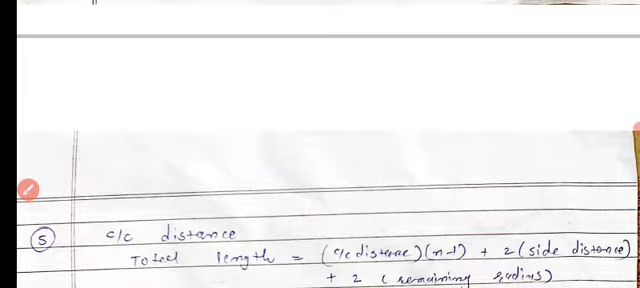 5 c/c distance
Total length = (c/c distance)(n-1) + 2 (side distance)
+ 2 (remaining radius)